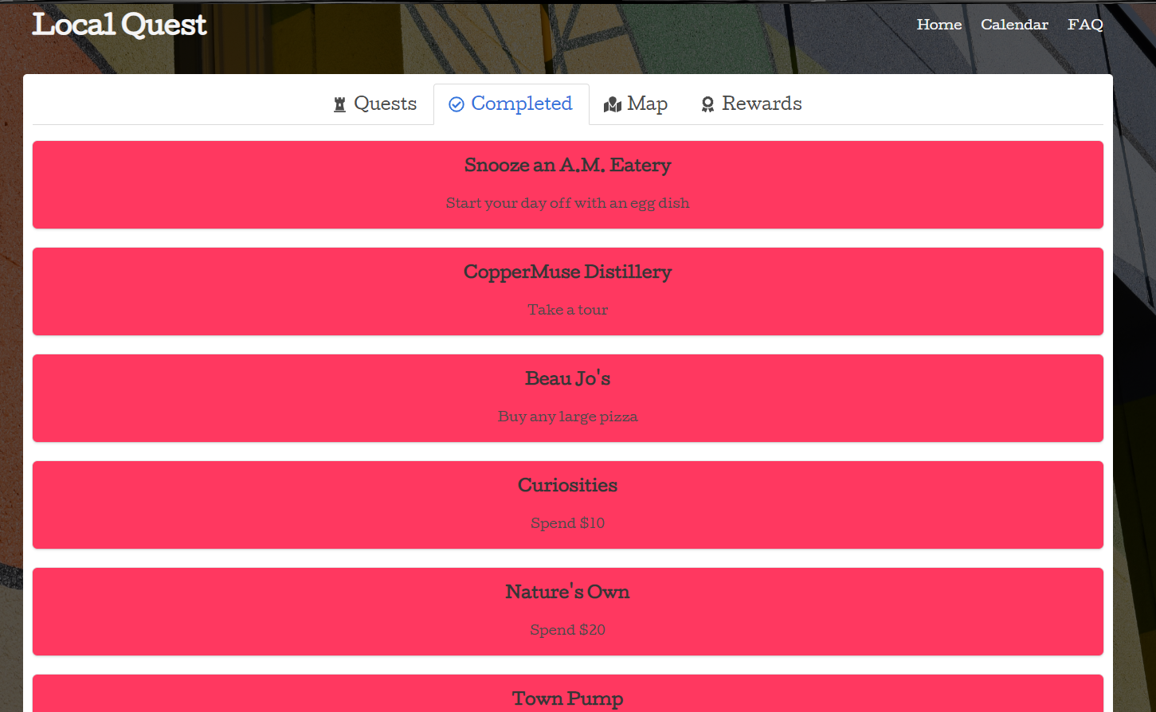 Local Quest
Home Calendar FAQ
Quests Completed Map Rewards
Snooze an A.M. Eatery
Start your day off with an egg dish
CopperMuse Distillery
Take a tour
Beau Jo's
Buy any large pizza
Curiosities
Spend $10
Nature's Own
Spend $20
Town Pump